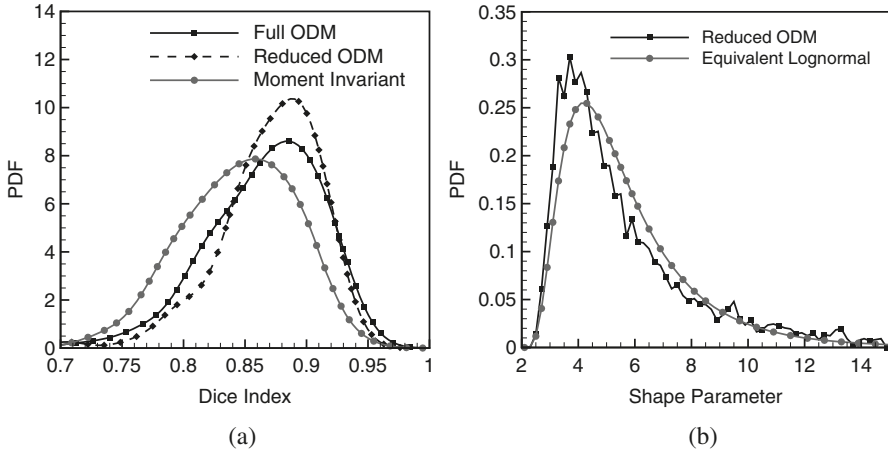 14
12
10
8
6
4
2
0
PDF
Full ODM
Reduced ODM
Moment Invariant
0.7 0.75 0.8 0.85 0.9 0.95 1
Dice Index
(a)
0.35
0.3
0.25
0.2
0.15
0.1
0.05
0
PDF
Reduced ODM
Equivalent Lognormal
2 4 6 8 10 12 14
Shape Parameter
(b)